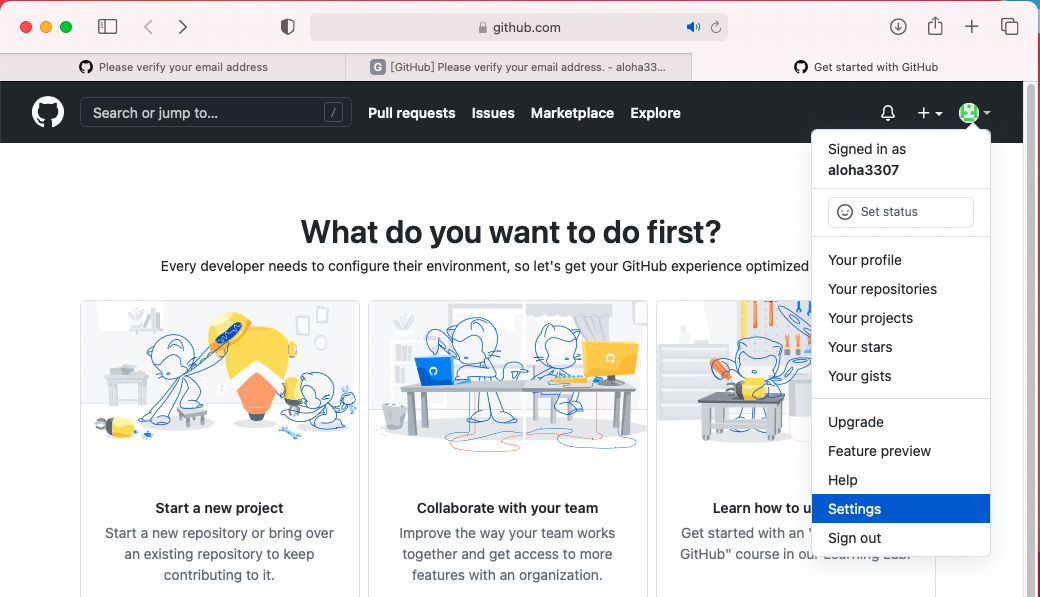 github.com
Please verify your email address
G [GitHub] Please verify your email address. - aloha33...
Get started with GitHub
Search or jump to...
/
Pull requests
Issues
Marketplace
Explore
Signed in as
aloha3307
Set status
Your profile
Your repositories
Your projects
Your stars
Your gists
Upgrade
Feature preview
Help
Settings
Sign out
What do you want to do first?
Every developer needs to configure their environment, so let's get your GitHub experience optimized
Start a new project
Start a new repository or bring over
an existing repository to keep
contributing to it.
Collaborate with your team
Improve the way your team works
together and get access to more
features with an organization.
Learn how to u
Get started with an "
GitHub" course in our Learning Lab.